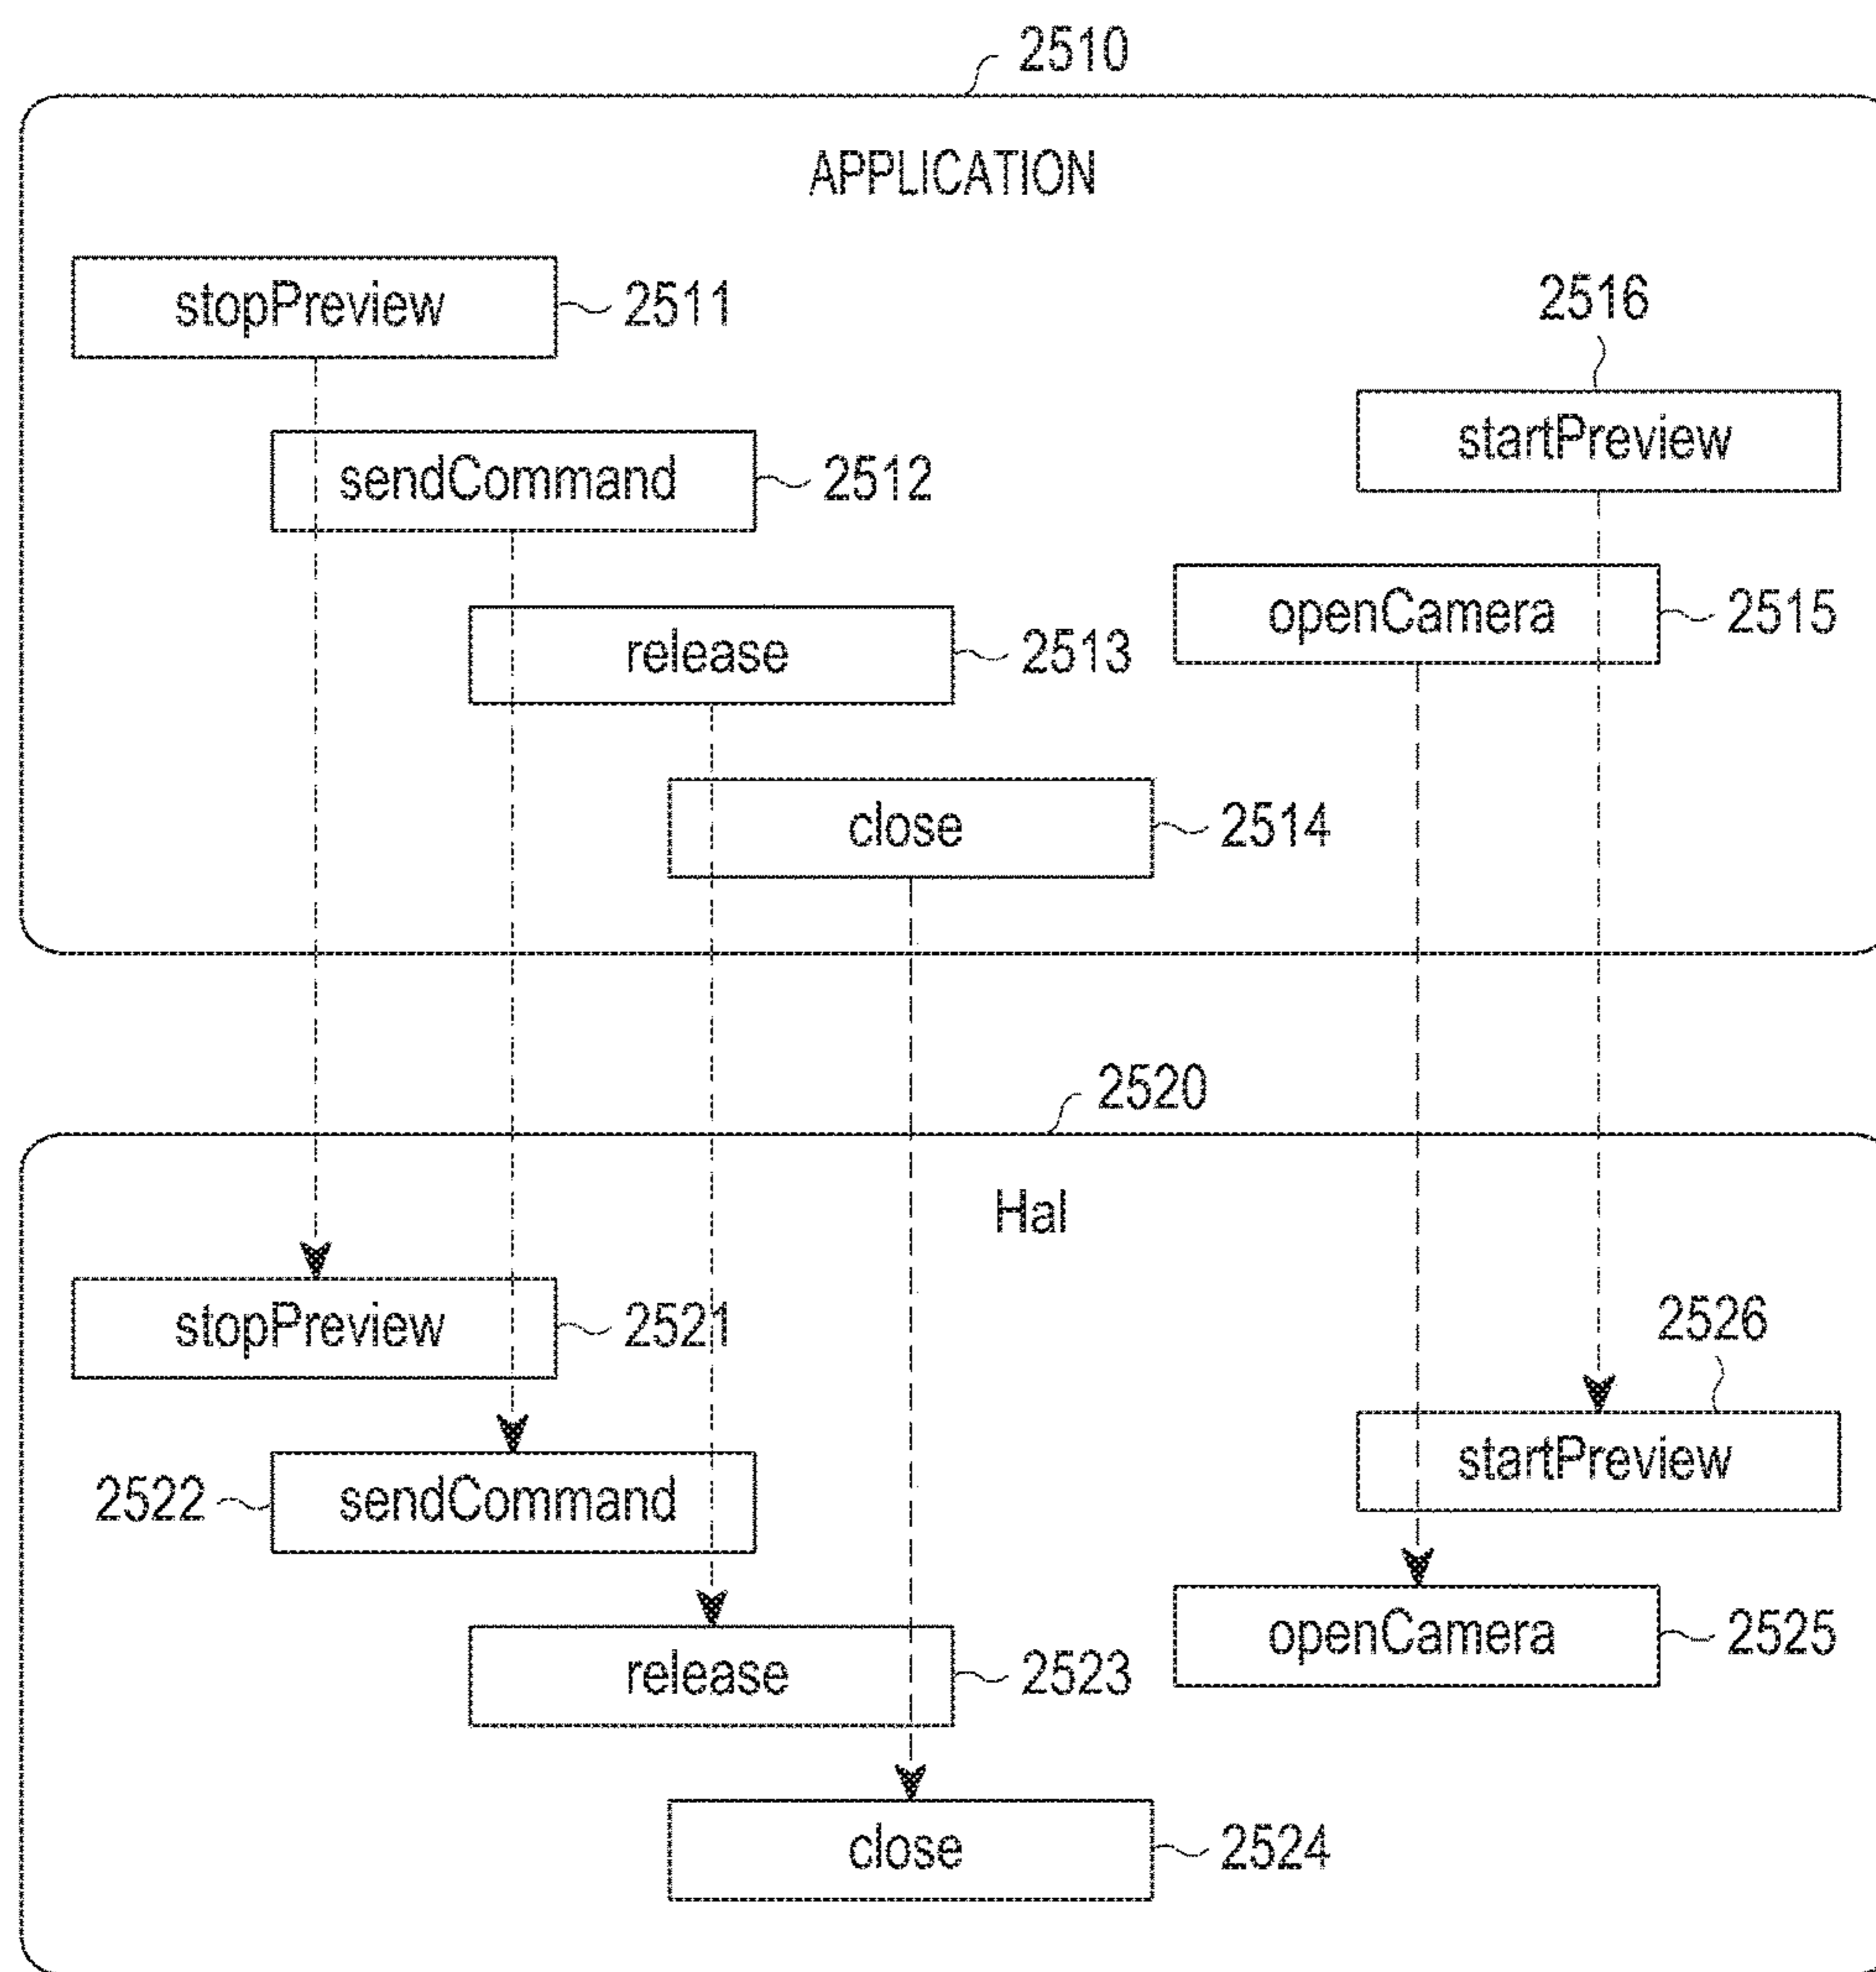 2510
APPLICATION
stopPreview
2511
2516
startPreview
sendCommand
2512
openCamera
2515
release
2513
close
2514
2520
Hal
stopPreview
2521
2526
startPreview
2522
sendCommand
openCamera
2525
release
2523
close
2524